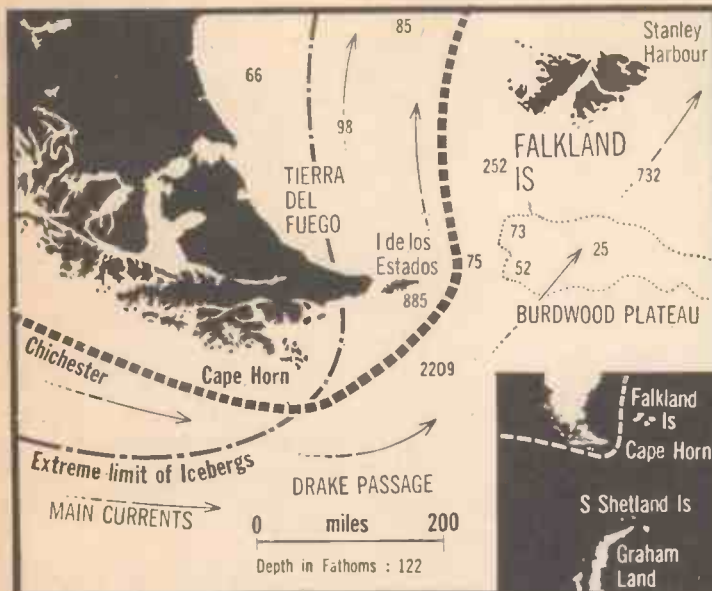 85
Stanley
Harbour
66
98
TIERRA
DEL
FUEGO
252
FALKLAND
IS
732
I de los
Estados
73
25
75
52
885
BURDWOOD PLATEAU
Chichester
Cape Horn
2209
Falkland
Is
Cape Horn
Extreme limit of Icebergs
DRAKE PASSAGE
MAIN CURRENTS
S Shetland Is
0 miles 200
Graham
Land
Depth in Fathoms : 122